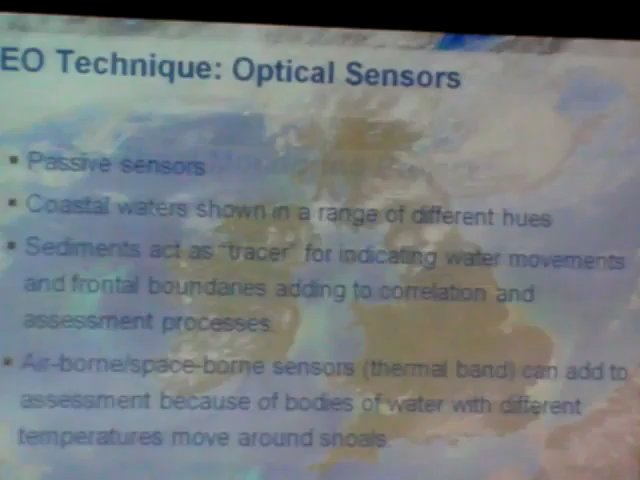 EO Technique: Optical Sensors
▪ Passive sensors
▪ Coastal waters shown in a range of different hues
▪ Sediments act as "tracer" for indicating water movements
and frontal boundaries adding to correlation and
assessment processes.
▪ Air-borne/space-borne sensors (thermal band) can add to
assessment because of bodies of water with different
temperatures move around shoals